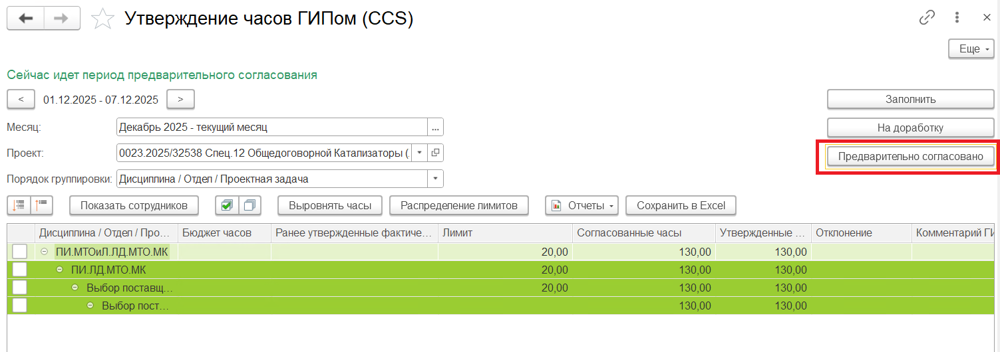 Утверждение часов ГИПом (CCS)
Еще
Сейчас идет период предварительного согласования
< 01.12.2025 - 07.12.2025 >
Заполнить
Месяц: Декабрь 2025 - текущий месяц ...
На доработку
Проект: 0023.2025/32538 Спец.12 Общедоговорной Катализаторы (.
Предварительно согласовано
Порядок группировки: Дисциплина / Отдел / Проектная задача
Показать сотрудников Выровнять часы Распределение лимитов Отчеты Сохранить в Excel
Дисциплина / Отдел / Про... Бюджет часов Ранее утвержденные фактиче... Лимит Согласованные часы Утвержденные ... Отклонение Комментарий ГИ
ПИ.МТОиЛ.ЛД.МТО.МК 20,00 130,00 130,00
ПИ.ЛД.МТО.МК 20,00 130,00 130,00
Выбор поставщ... 20,00 130,00 130,00
Выбор пост... 130,00 130,00